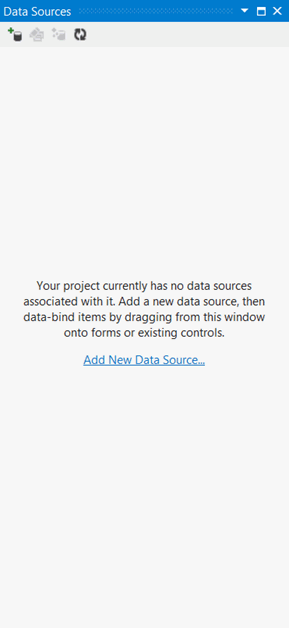 Data Sources
Your project currently has no data sources
associated with it. Add a new data source, then
data-bind items by dragging from this window
onto forms or existing controls.
Add New Data Source...